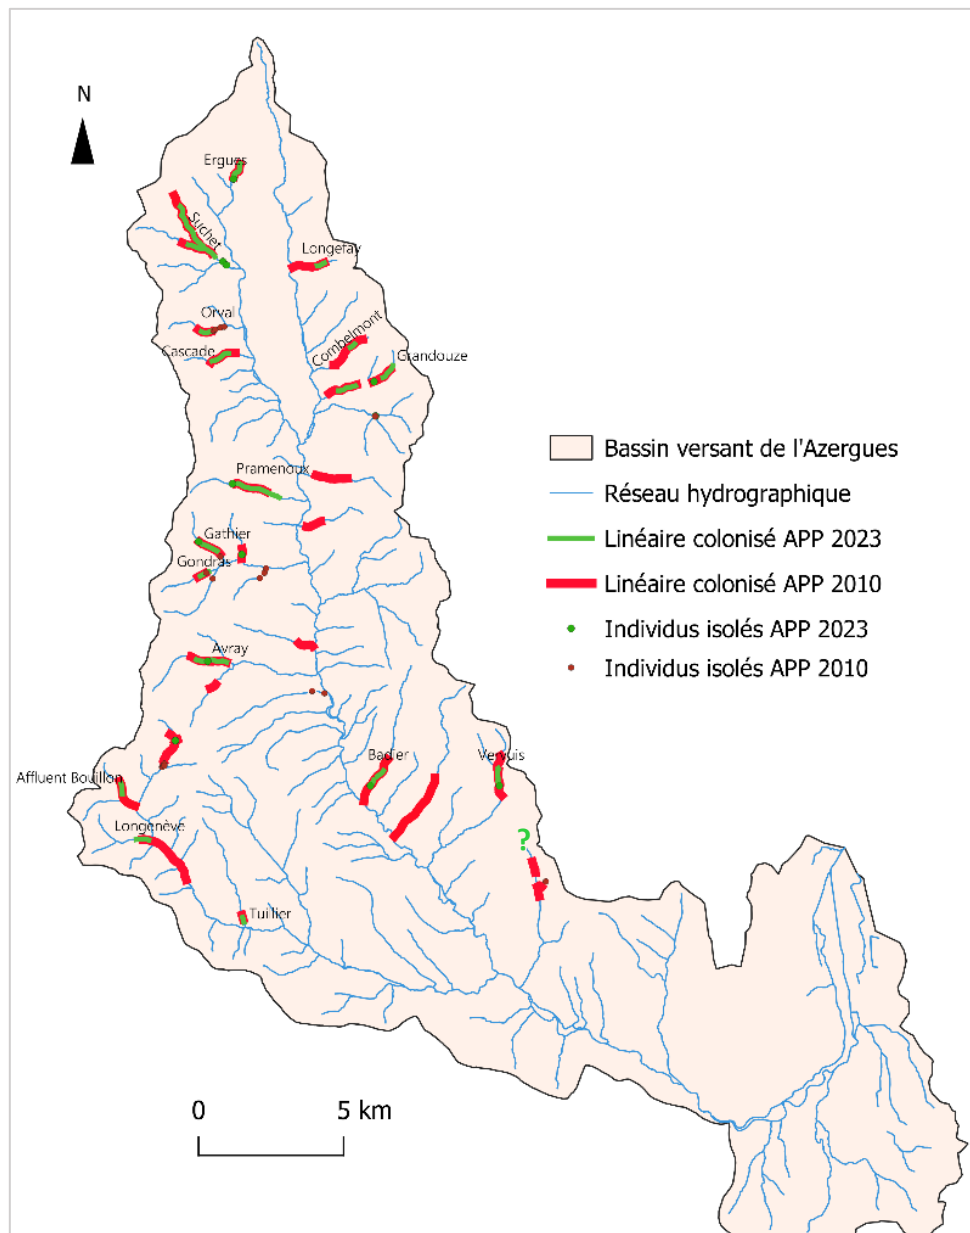 N
Ergues
Suchet
Longefay
Orval
Combelmont
Cascade
Grandouze
Bassin versant de l'Azergues
Pramenoux
Réseau hydrographique
Gathier
Linéaire colonisé APP 2023
Gondras
Linéaire colonisé APP 2010
Individus isolés APP 2023
Avray
Individus isolés APP 2010
Badier
Vervuis
Affluent Bouillon
Longenève
?
Tuillier
0
5 km